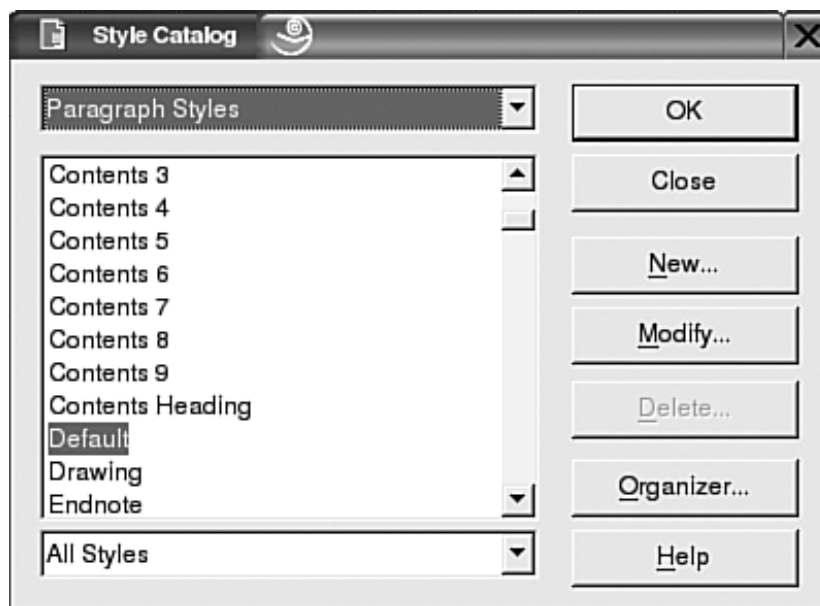 Style Catalog
Paragraph Styles
Contents 3
Contents 4
Contents 5
Contents 6
Contents 7
Contents 8
Contents 9
Contents Heading
Default
Drawing
Endnote
All Styles
OK
Close
New...
Modify...
Delete...
Organizer...
Help